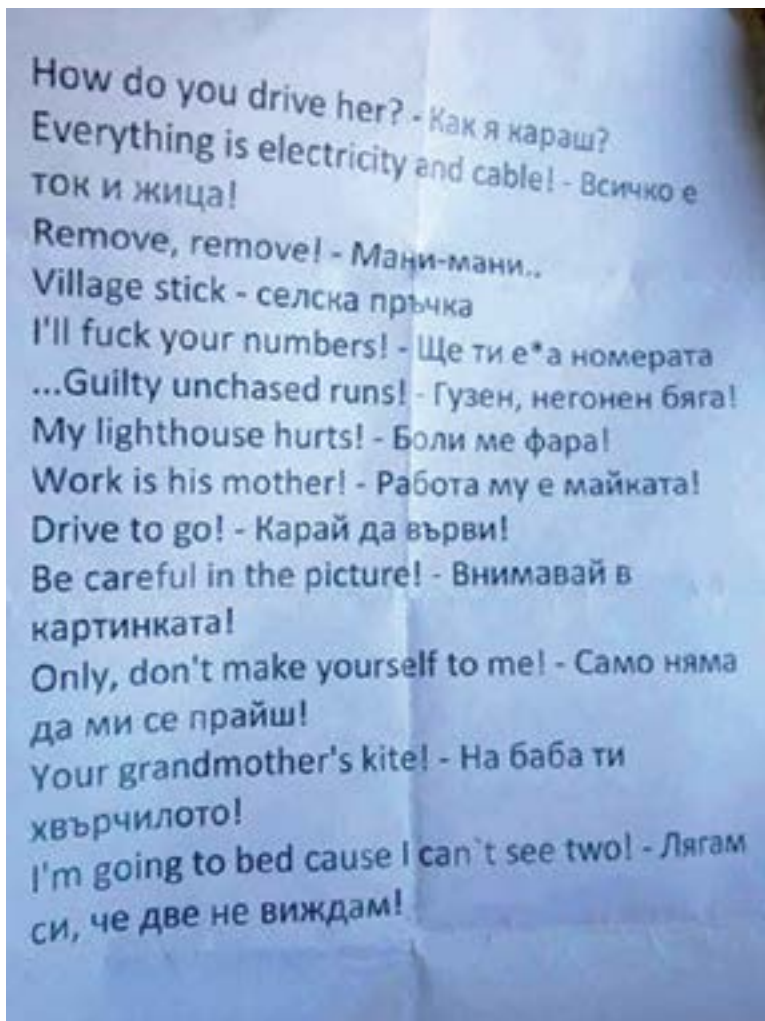 How do you drive her? - Как я караш?
Everything is electricity and cable! - Всичко е
ток и жица!
Remove, remove! - Мани-мани..
Village stick - селска пръчка
I'll fuck your numbers! - Ще ти е*а номерата
...Guilty unchased runs! - Гузен, негонен бяга!
My lighthouse hurts! - Боли ме фара!
Work is his mother! - Работа му е майката!
Drive to go! - Карай да върви!
Be careful in the picture! - Внимавай в
картинката!
Only, don't make yourself to me! - Само няма
да ми се прайш!
Your grandmother's kite! - На баба ти
хвърчилото!
I'm going to bed cause I can`t see two! - Лягам
си, че две не виждам!